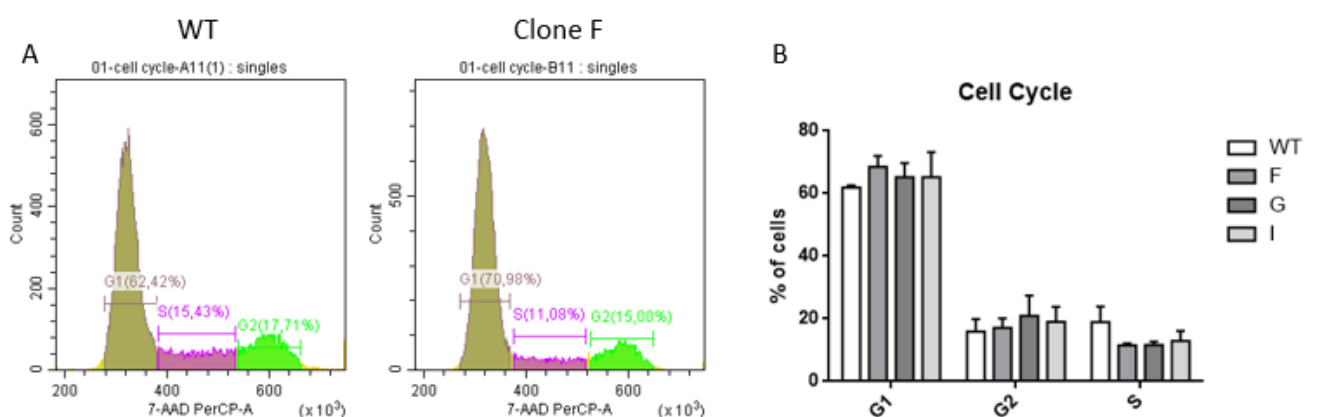 WT
Clone F
A
B
01-cell cycle-A11(1) : singles
01-cell cycle-B11 : singles
Count
600
400
200
0
G1(62,42%)
S(15,43%)
G2(17,71%)
200
400
600
7-AAD PerCP-A
(x 10³)
Count
500
0
G1(70,98%)
S(11,08%)
G2(15,00%)
200
400
600
7-AAD PerCP-A
(x 10³)
Cell Cycle
% of cells
80
60
40
20
0
G1
G2
S
WT
F
G
I